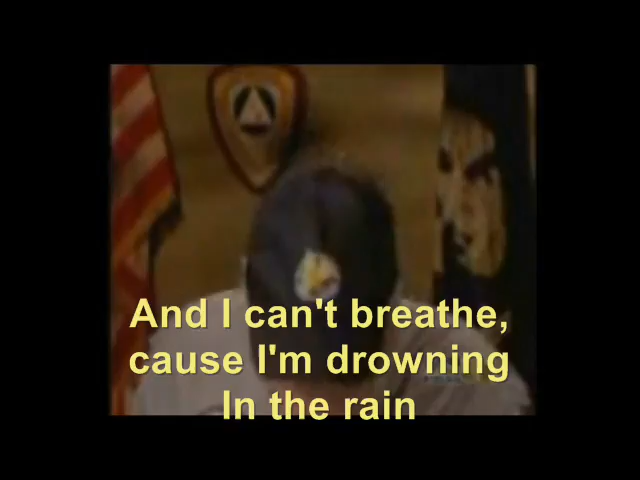 And I can't breathe,
cause I'm drowning
In the rain